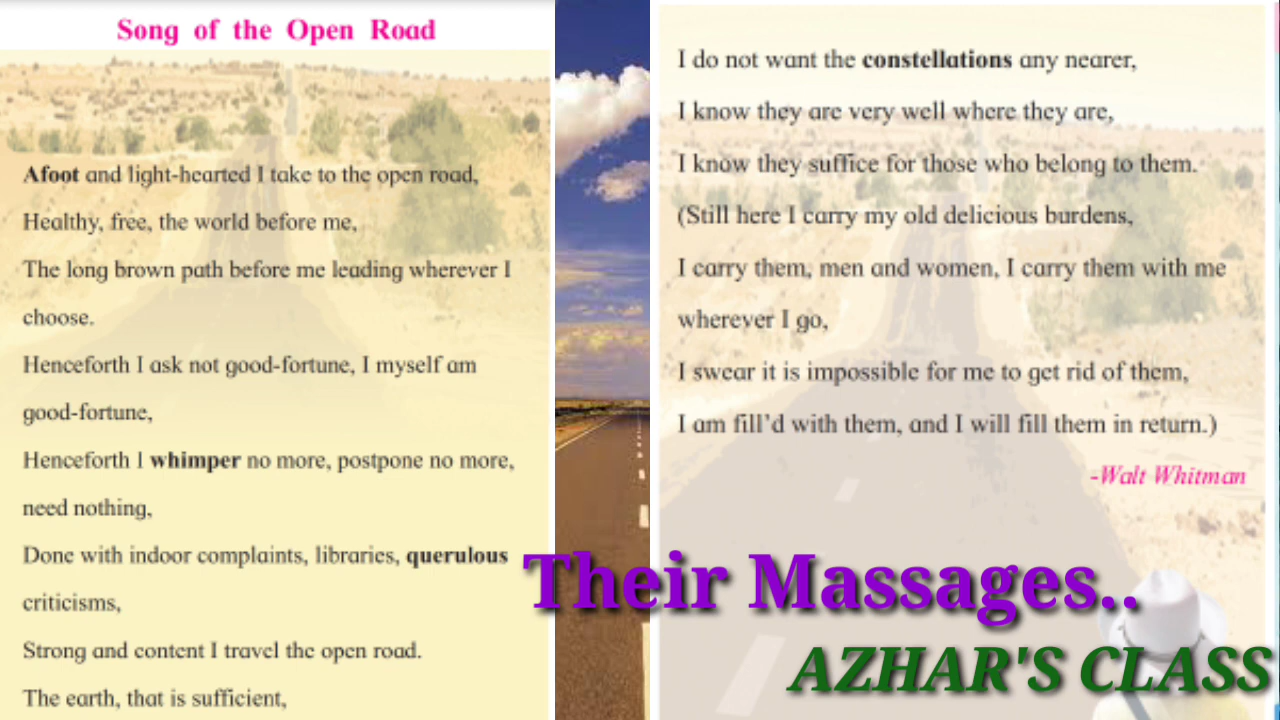 Song of the Open Road
Afoot and light-hearted I take to the open road,
Healthy, free, the world before me,
The long brown path before me leading wherever I
choose.
Henceforth I ask not good-fortune, I myself am
good-fortune,
Henceforth I whimper no more, postpone no more,
need nothing,
Done with indoor complaints, libraries, querulous
criticisms,
Strong and content I travel the open road.
The earth, that is sufficient,
I do not want the constellations any nearer,
I know they are very well where they are,
I know they suffice for those who belong to them.
(Still here I carry my old delicious burdens,
I carry them, men and women, I carry them with me
wherever I go,
I swear it is impossible for me to get rid of them,
I am fill'd with them, and I will fill them in return.)
-Walt Whitman
Their Massages..
AZHAR'S CLASS